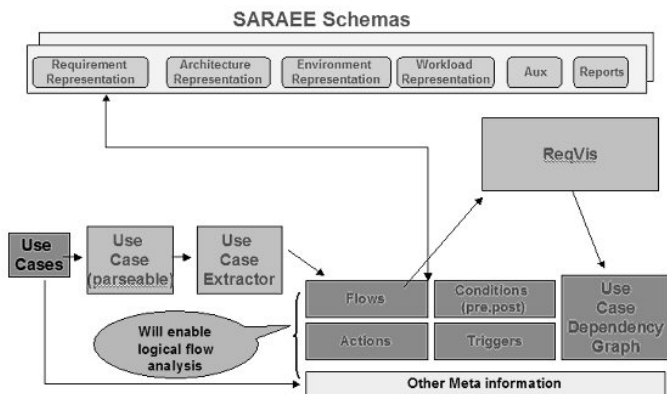 SARAEE Schemas
Requirement
Representation
Architecture
Representation
Environment
Representation
Workload
Representation
Aux
Reports
ReqVis
Use
Cases
Use
Case
(parseable)
Use
Case
Extractor
Flows
Conditions
(pre,post)
Actions
Triggers
Use
Case
Dependency
Graph
Will enable
logical flow
analysis
Other Meta information